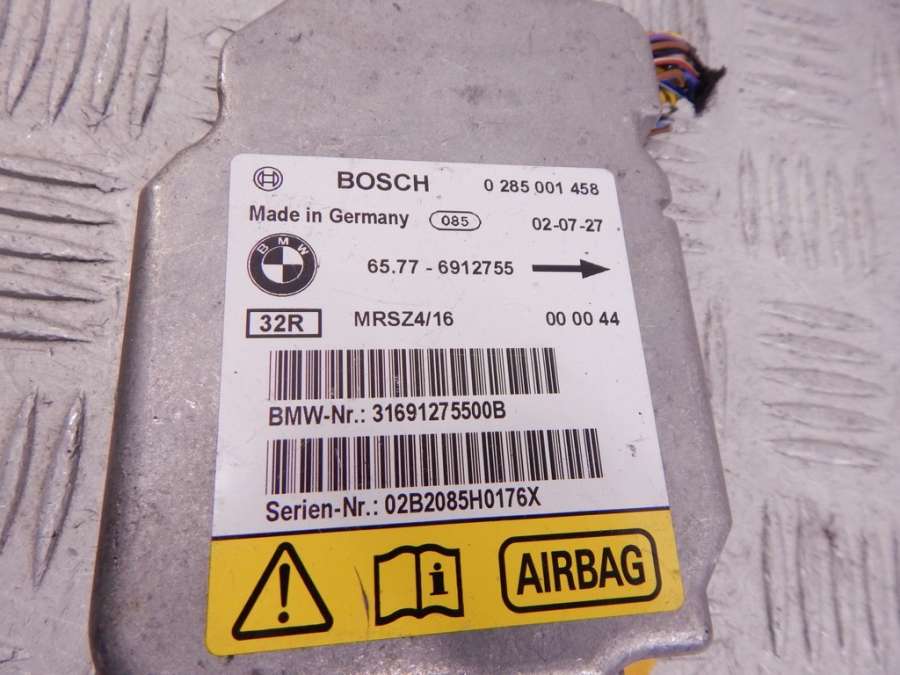 BOSCH 0 285 001 458
Made in Germany 085 02-07-27
BMW
65.77 - 6912755
32R MRSZ4/16 00 00 44
BMW-Nr.: 31691275500B
Serien-Nr.: 02B2085H0176X
i AIRBAG